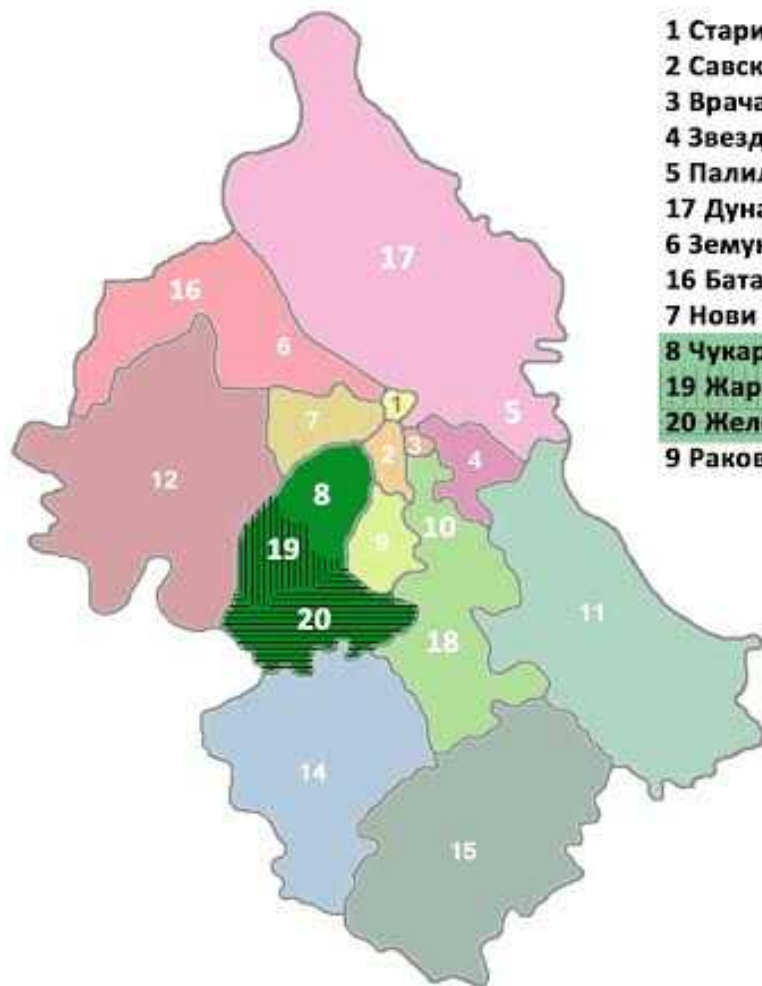 1 Стари
2 Савск
3 Врача
4 Звезд
5 Палил
17 Дуна
6 Земун
16 Бата
7 Нови
8 Чукар
19 Жар
20 Жел
9 Раков
17
16
6
1
5
7
3
2
4
12
8
10
9
19
11
20
18
14
15